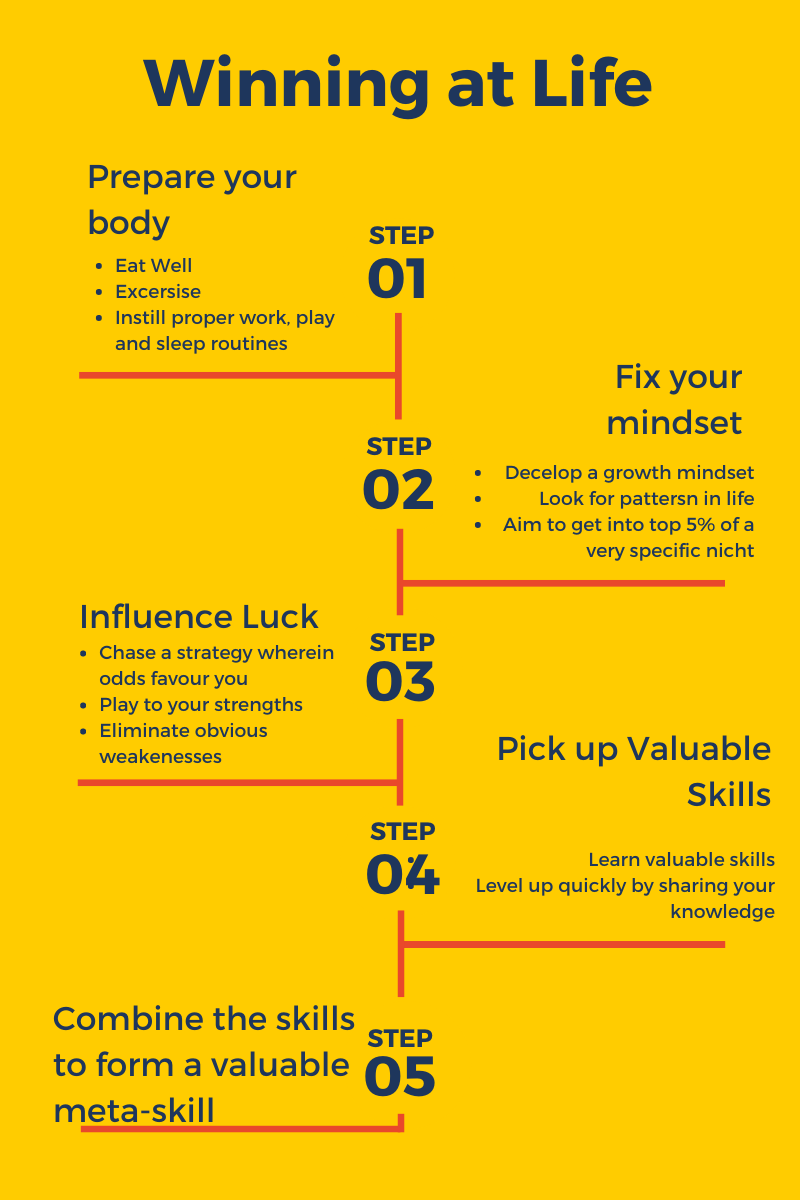 Winning at Life
Prepare your
body
• Eat Well
• Excersise
• Instill proper work, play
and sleep routines
STEP
01
Fix your
mindset
• Decelop a growth mindset
• Look for pattersn in life
• Aim to get into top 5% of a
very specific nicht
STEP
02
Influence Luck
• Chase a strategy wherein
odds favour you
• Play to your strengths
• Eliminate obvious
weakenesses
STEP
03
Pick up Valuable
Skills
Learn valuable skills
Level up quickly by sharing your
knowledge
STEP
04
Combine the skills
to form a valuable
meta-skill
STEP
05